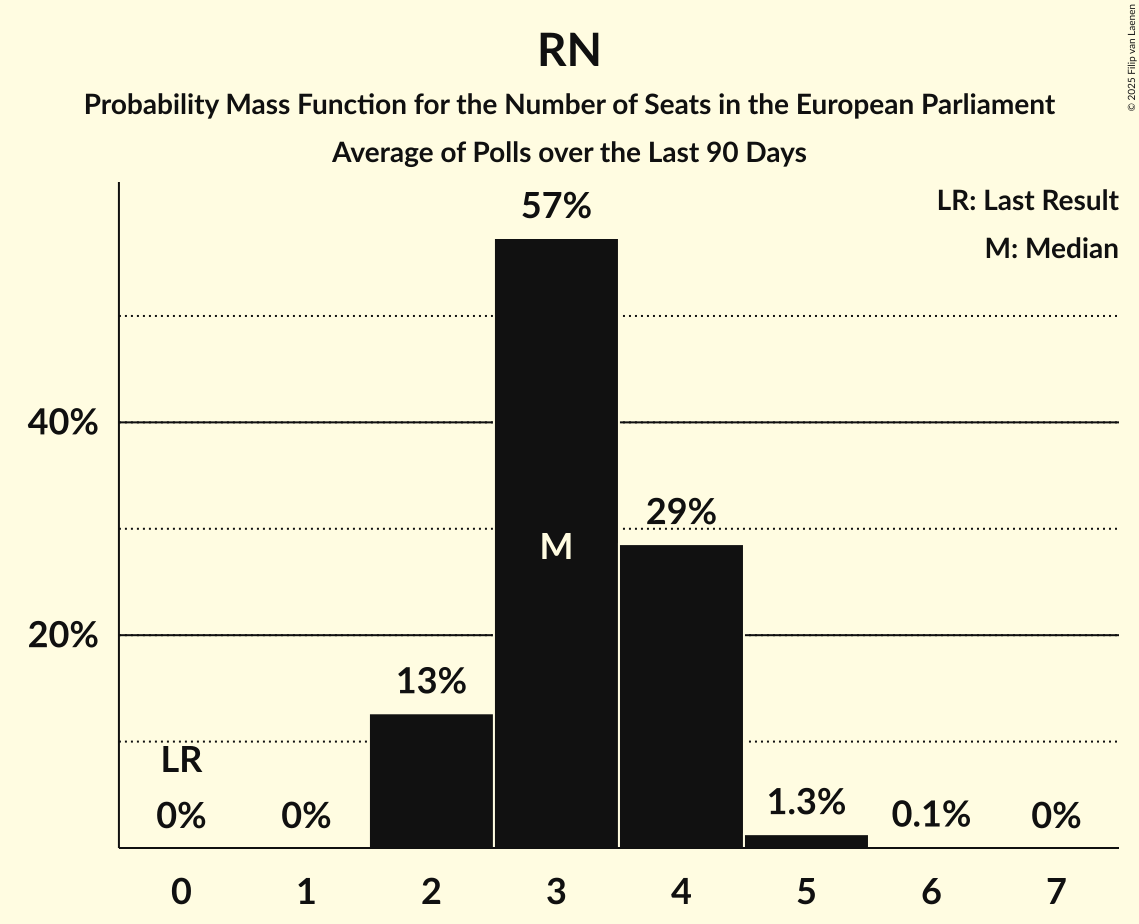 RN
Probability Mass Function for the Number of Seats in the European Parliament
Average of Polls over the Last 90 Days
© 2025 Filip van Laenen
LR: Last Result
M: Median
57%
40%
29%
M
20%
13%
LR
0%
0%
1.3%
0.1%
0%
0 1 2 3 4 5 6 7